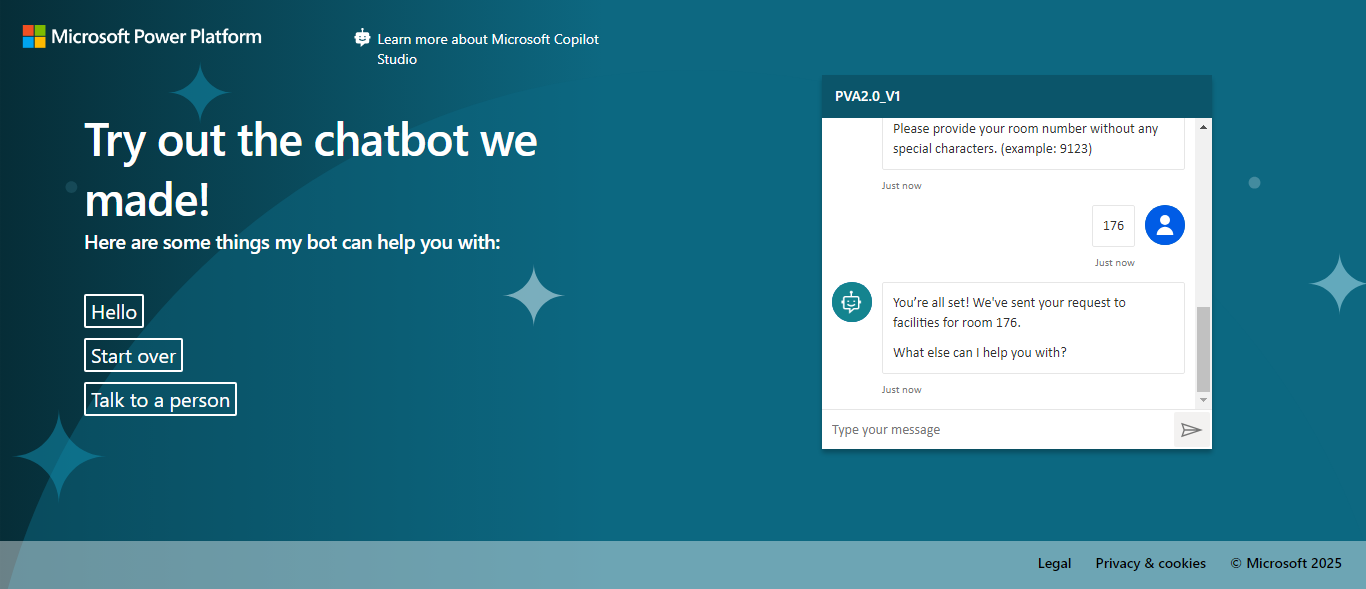 Microsoft Power Platform
Learn more about Microsoft Copilot
Studio
Try out the chatbot we
made!
Here are some things my bot can help you with:
Hello
Start over
Talk to a person
PVA2.0_V1
Please provide your room number without any
special characters. (example: 9123)
Just now
176
Just now
You’re all set! We've sent your request to
facilities for room 176.
What else can I help you with?
Just now
Type your message
Legal
Privacy & cookies
© Microsoft 2025